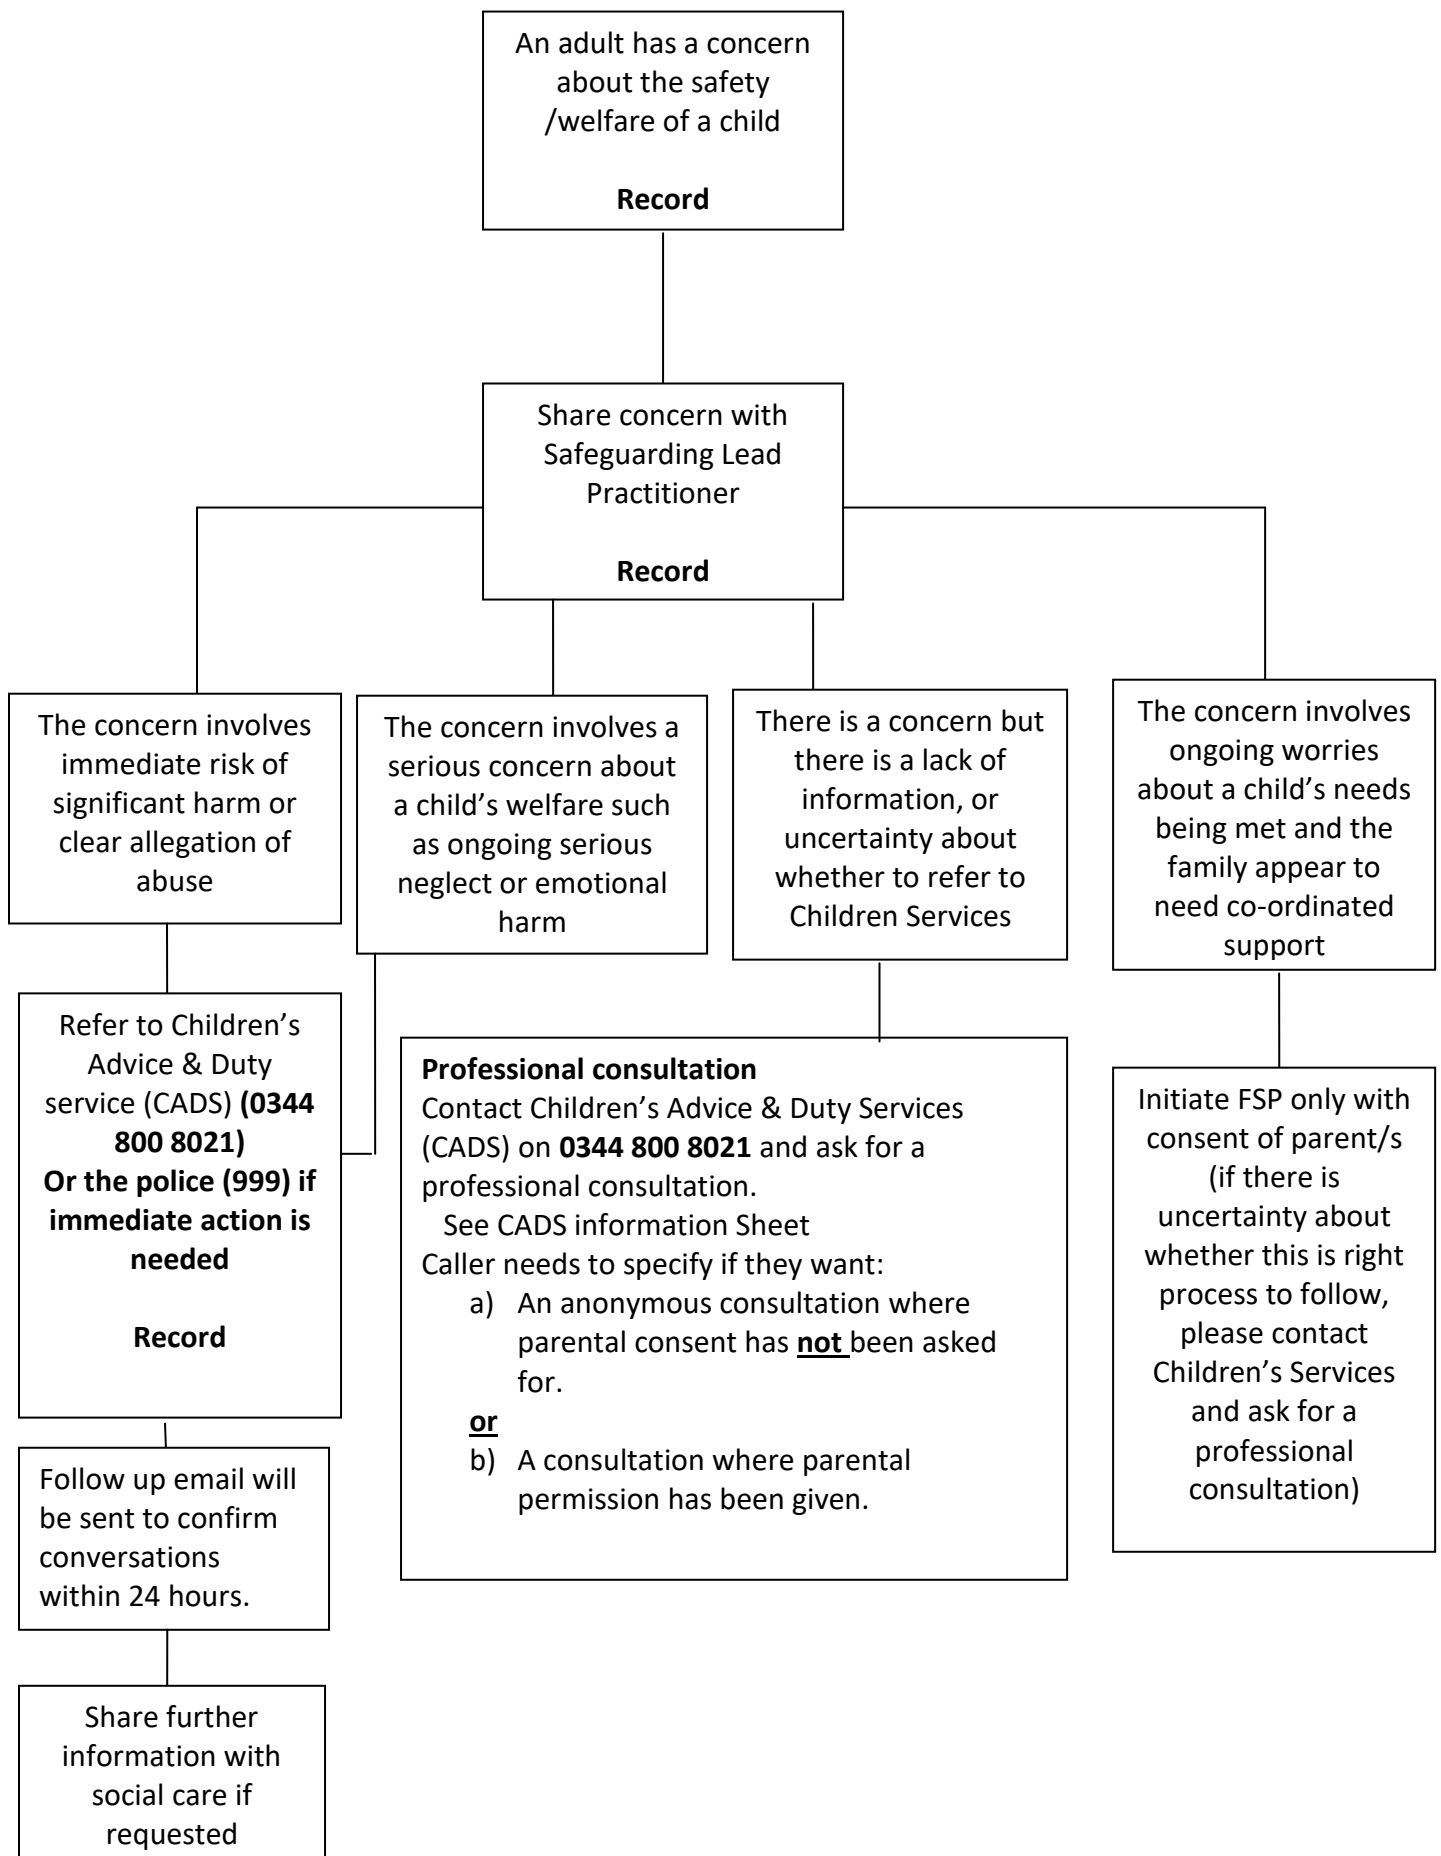 An adult has a concern
about the safety
/welfare of a child
Record
Share concern with
Safeguarding Lead
Practitioner
Record
The concern involves
immediate risk of
significant harm or
clear allegation of
abuse
The concern involves a
serious concern about
a child’s welfare such
as ongoing serious
neglect or emotional
harm
There is a concern but
there is a lack of
information, or
uncertainty about
whether to refer to
Children Services
The concern involves
ongoing worries
about a child’s needs
being met and the
family appear to
need co-ordinated
support
Refer to Children’s
Advice & Duty
service (CADS) (0344
800 8021)
Or the police (999) if
immediate action is
needed
Record
Professional consultation
Contact Children’s Advice & Duty Services
(CADS) on 0344 800 8021 and ask for a
professional consultation.
See CADS information Sheet
Caller needs to specify if they want:
a) An anonymous consultation where
parental consent has not been asked
for.
or
b) A consultation where parental
permission has been given.
Initiate FSP only with
consent of parent/s
(if there is
uncertainty about
whether this is right
process to follow,
please contact
Children’s Services
and ask for a
professional
consultation)
Follow up email will
be sent to confirm
conversations
within 24 hours.
Share further
information with
social care if
requested